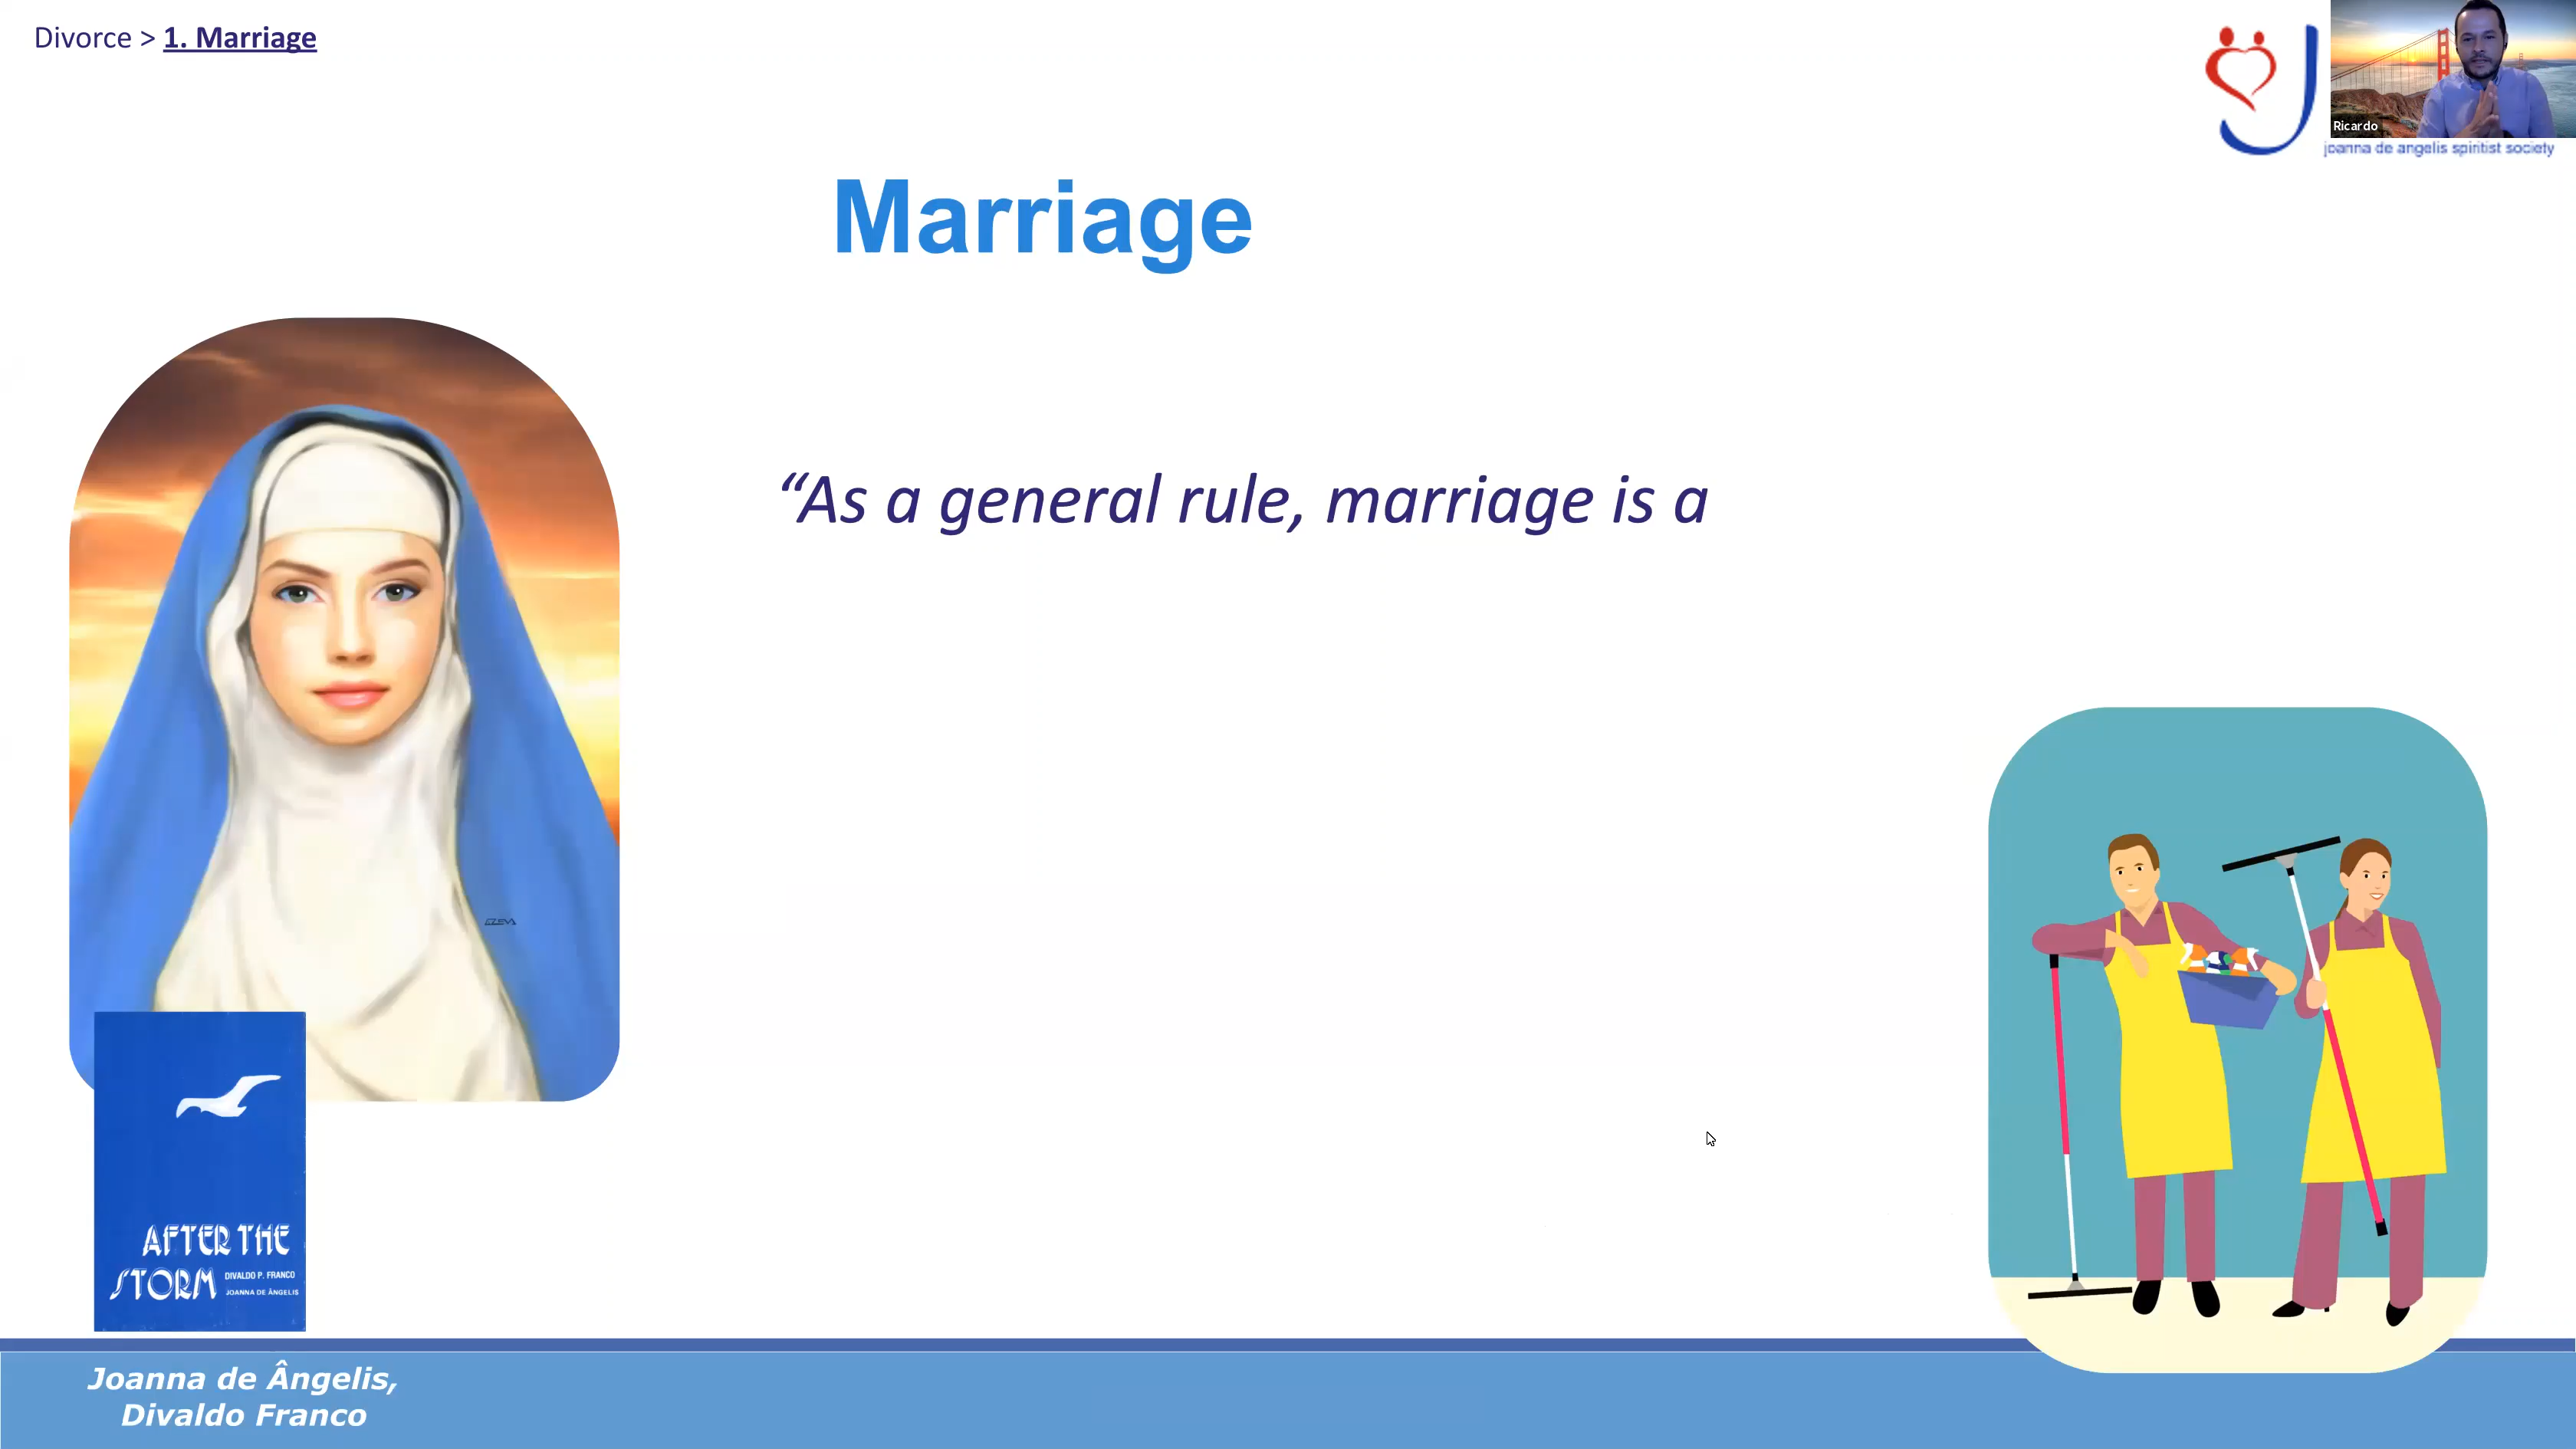 Divorce > 1. Marriage
Ricardo
joanna de angelis spiritist society
Marriage
“As a general rule, marriage is a
AFTER THE
STORM
DIVALDO P. FRANCO
JOANNA DE ÂNGELIS
Joanna de Ângelis,
Divaldo Franco